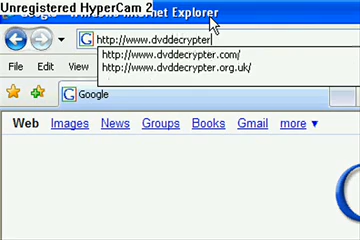 Unregistered HyperCam 2
Internet Explorer
http://www.dvddecrypter
http://www.dvddecrypter.com/
http://www.dvddecrypter.org.uk/
File Edit View
Google
Web Images News Groups Books Gmail more ▼